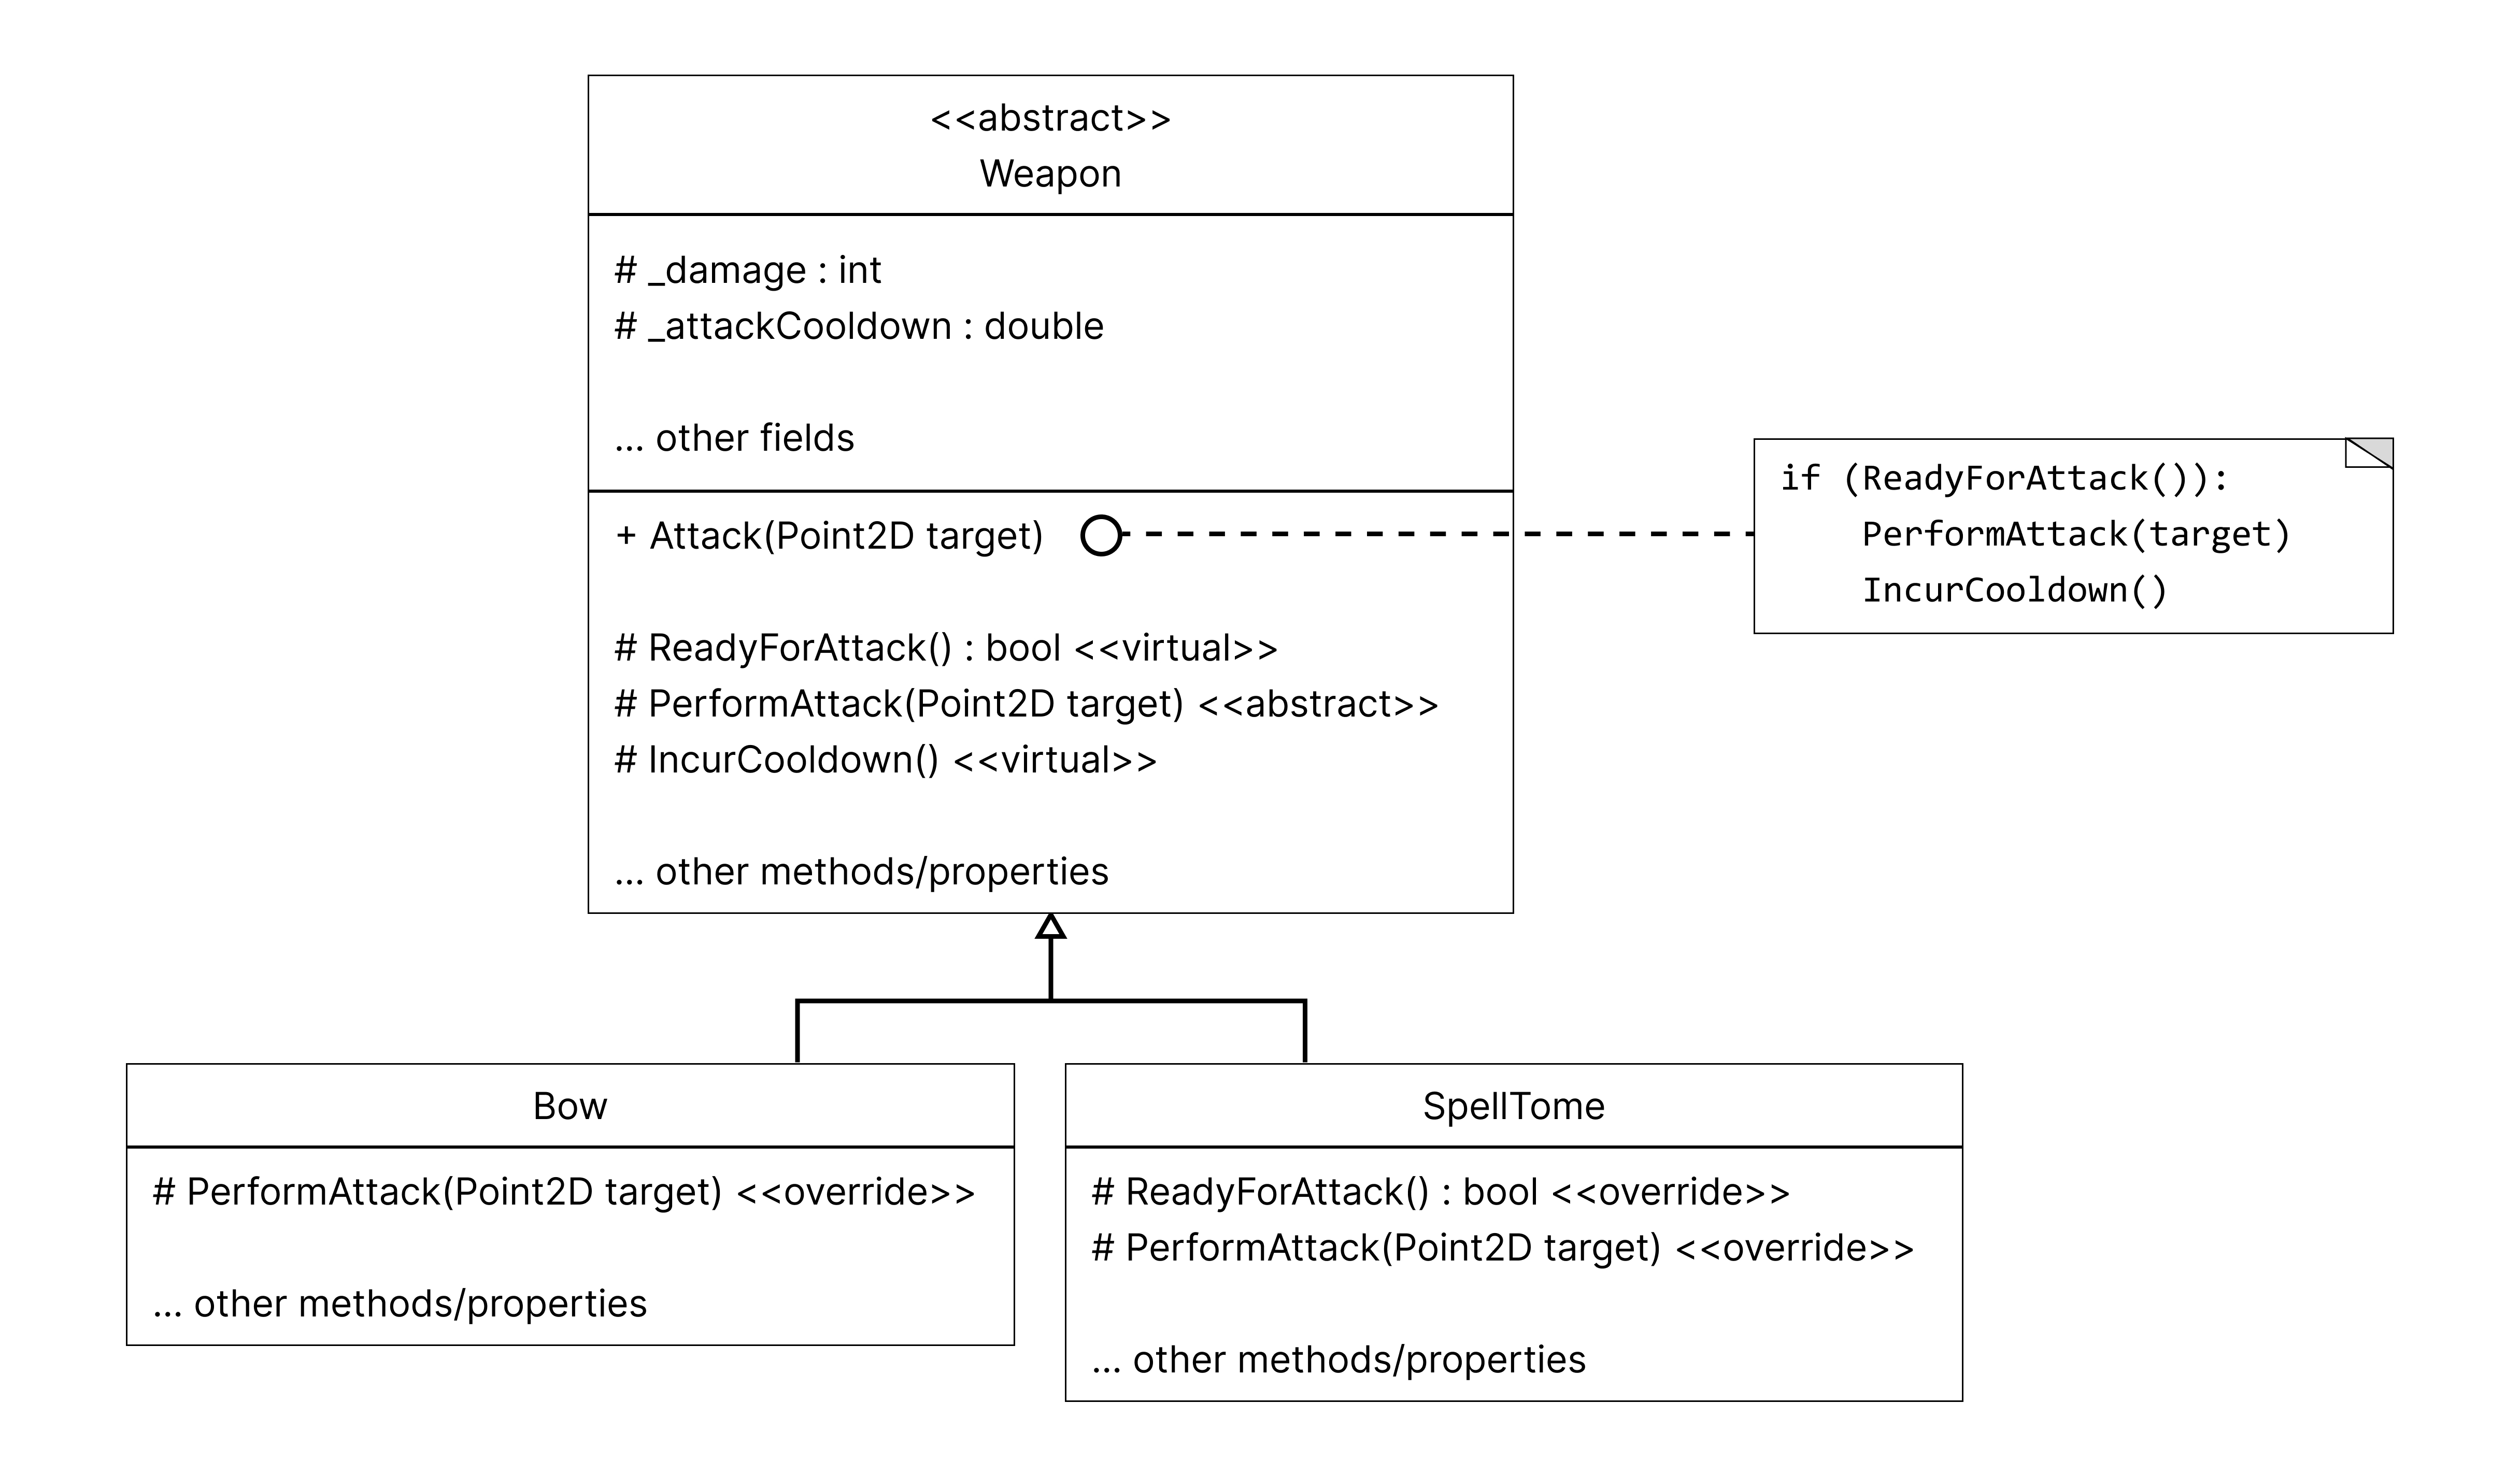 <<abstract>>
Weapon
# _damage : int
# _attackCooldown : double
... other fields
+ Attack(Point2D target)
# ReadyForAttack() : bool <<virtual>>
# PerformAttack(Point2D target) <<abstract>>
# IncurCooldown() <<virtual>>
... other methods/properties
if (ReadyForAttack()):
    PerformAttack(target)
    IncurCooldown()
Bow
# PerformAttack(Point2D target) <<override>>
... other methods/properties
SpellTome
# ReadyForAttack() : bool <<override>>
# PerformAttack(Point2D target) <<override>>
... other methods/properties